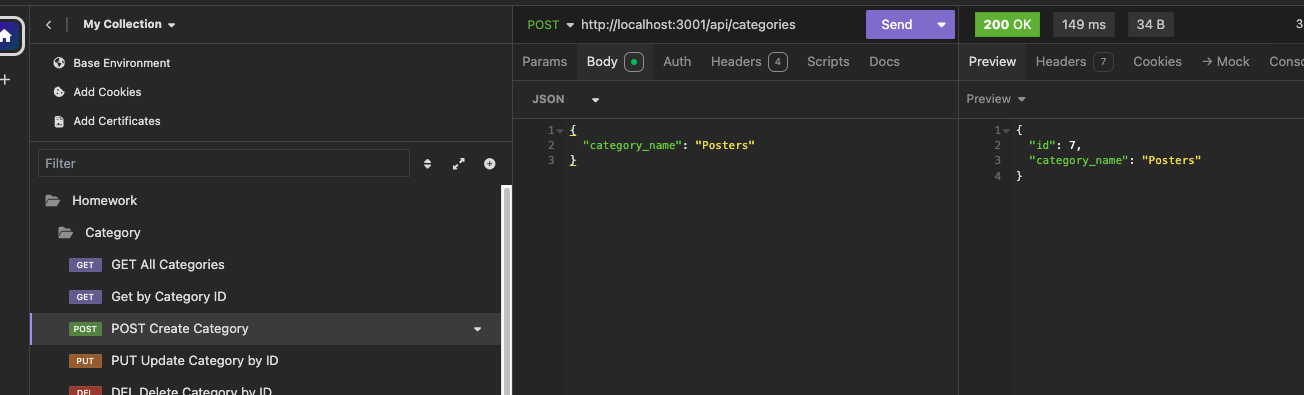 My Collection
Base Environment
Add Cookies
Add Certificates
Filter
Homework
Category
GET GET All Categories
GET Get by Category ID
POST POST Create Category
PUT PUT Update Category by ID
DEL DEL Delete Category by ID
POST http://localhost:3001/api/categories Send
Params Body Auth Headers 4 Scripts Docs
JSON
1 {
2 "category_name": "Posters"
3 }
200 OK 149 ms 34 B
Preview Headers 7 Cookies → Mock
Preview
1 {
2 "id": 7,
3 "category_name": "Posters"
4 }